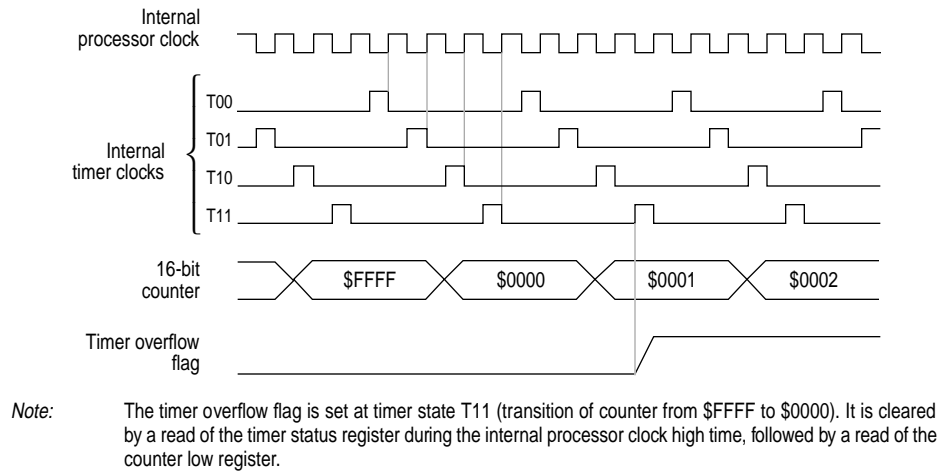 Internal
processor clock
T00
T01
Internal
timer clocks
T10
T11
16-bit
counter
$FFFF
$0000
$0001
$0002
Timer overflow
flag
Note: The timer overflow flag is set at timer state T11 (transition of counter from $FFFF to $0000). It is cleared
by a read of the timer status register during the internal processor clock high time, followed by a read of the
counter low register.